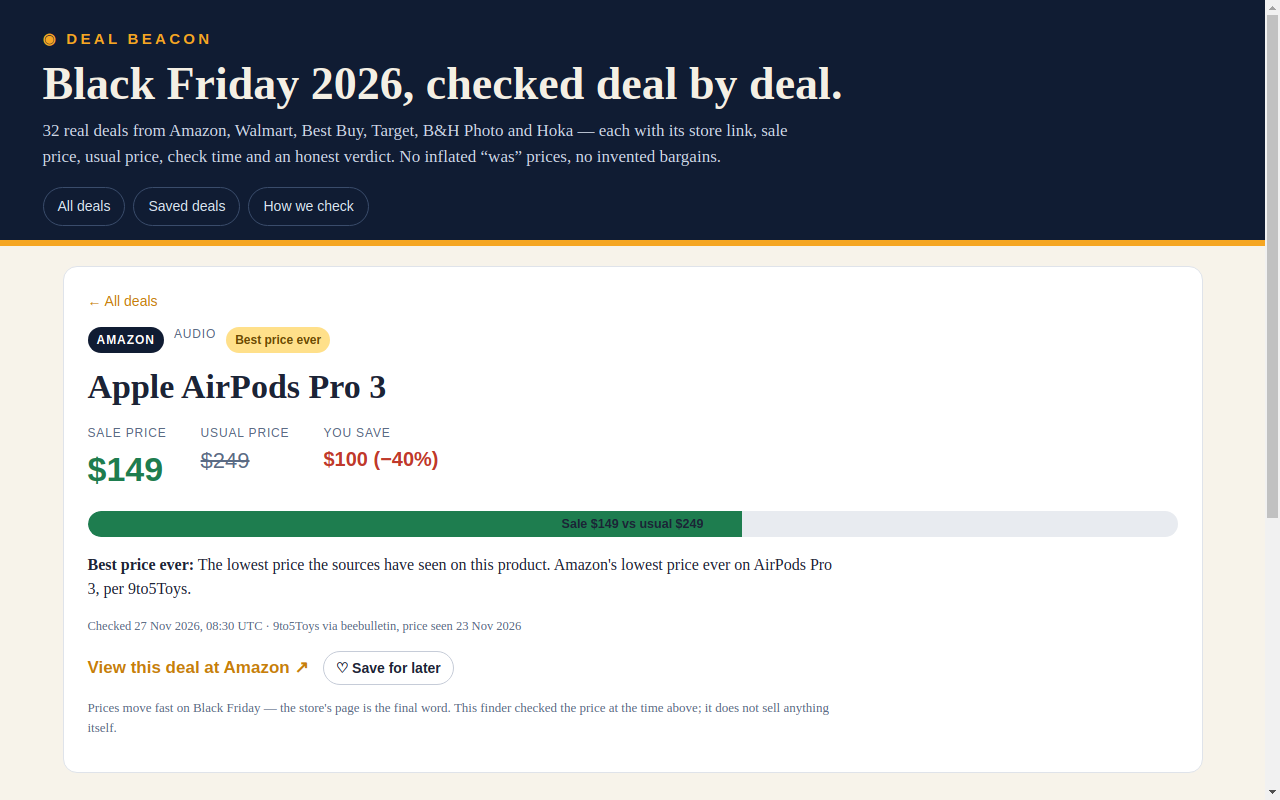 ◉ DEAL BEACON
Black Friday 2026, checked deal by deal.
32 real deals from Amazon, Walmart, Best Buy, Target, B&H Photo and Hoka — each with its store link, sale
price, usual price, check time and an honest verdict. No inflated “was” prices, no invented bargains.
All deals Saved deals How we check
← All deals
AMAZON AUDIO Best price ever
Apple AirPods Pro 3
SALE PRICE USUAL PRICE YOU SAVE
$149 $249 $100 (−40%)
Sale $149 vs usual $249
Best price ever: The lowest price the sources have seen on this product. Amazon's lowest price ever on AirPods Pro
3, per 9to5Toys.
Checked 27 Nov 2026, 08:30 UTC · 9to5Toys via beebulletin, price seen 23 Nov 2026
View this deal at Amazon ↗ ♡ Save for later
Prices move fast on Black Friday — the store's page is the final word. This finder checked the price at the time above; it does not sell anything
itself.